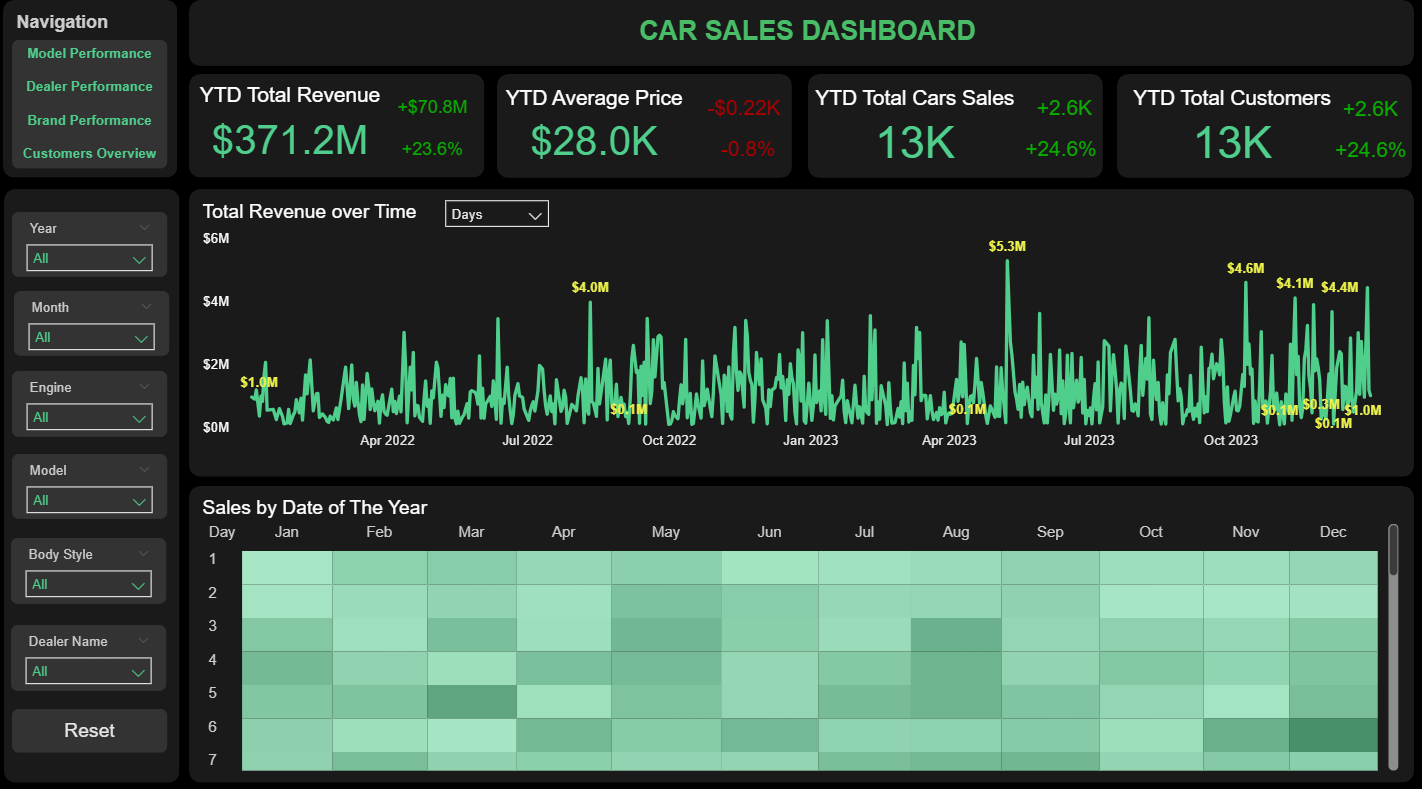 Navigation
Model Performance
Dealer Performance
Brand Performance
Customers Overview
CAR SALES DASHBOARD
YTD Total Revenue
$371.2M
+$70.8M
+23.6%
YTD Average Price
$28.0K
-$0.22K
-0.8%
YTD Total Cars Sales
13K
+2.6K
+24.6%
YTD Total Customers
13K
+2.6K
+24.6%
Year
All
Month
All
Engine
All
Model
All
Body Style
All
Dealer Name
All
Reset
Total Revenue over Time
Days
$6M
$4M
$2M
$0M
$1.0M
$4.0M
$0.1M
$5.3M
$0.1M
$4.6M
$4.1M
$4.4M
$0.1M
$0.3M
$1.0M
$0.1M
Apr 2022 Jul 2022 Oct 2022 Jan 2023 Apr 2023 Jul 2023 Oct 2023
Sales by Date of The Year
Day Jan Feb Mar Apr May Jun Jul Aug Sep Oct Nov Dec
1
2
3
4
5
6
7